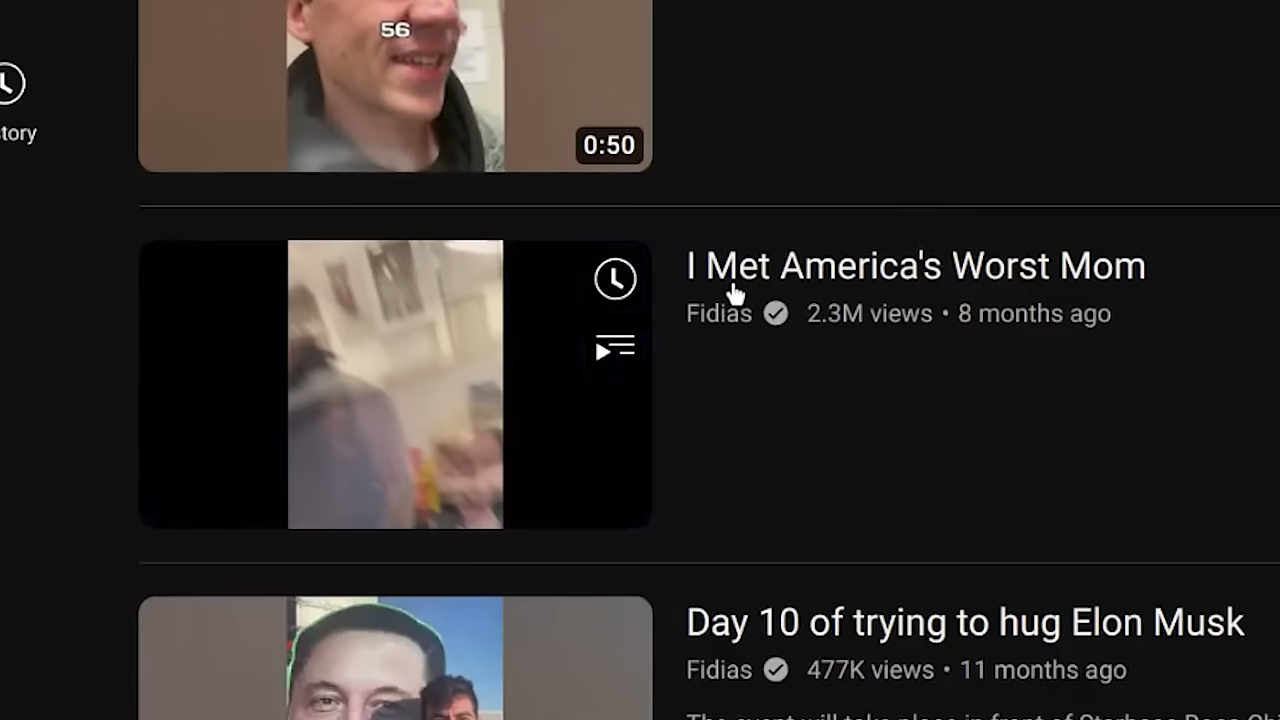 56
0:50
tory
I Met America's Worst Mom
Fidias 2.3M views • 8 months ago
Day 10 of trying to hug Elon Musk
Fidias 477K views • 11 months ago